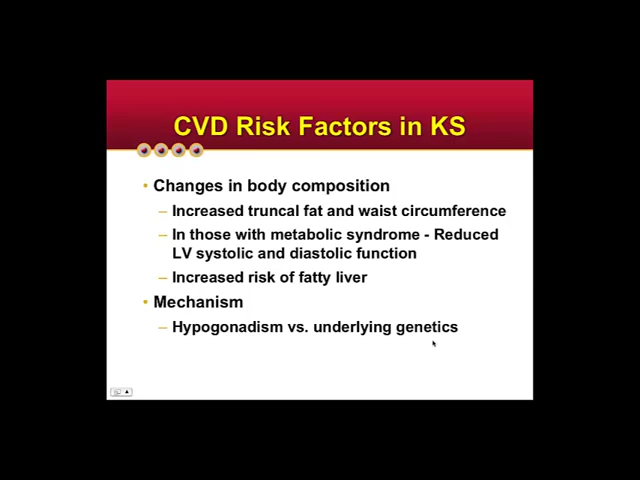 CVD Risk Factors in KS
• Changes in body composition
– Increased truncal fat and waist circumference
– In those with metabolic syndrome - Reduced
LV systolic and diastolic function
– Increased risk of fatty liver
• Mechanism
– Hypogonadism vs. underlying genetics